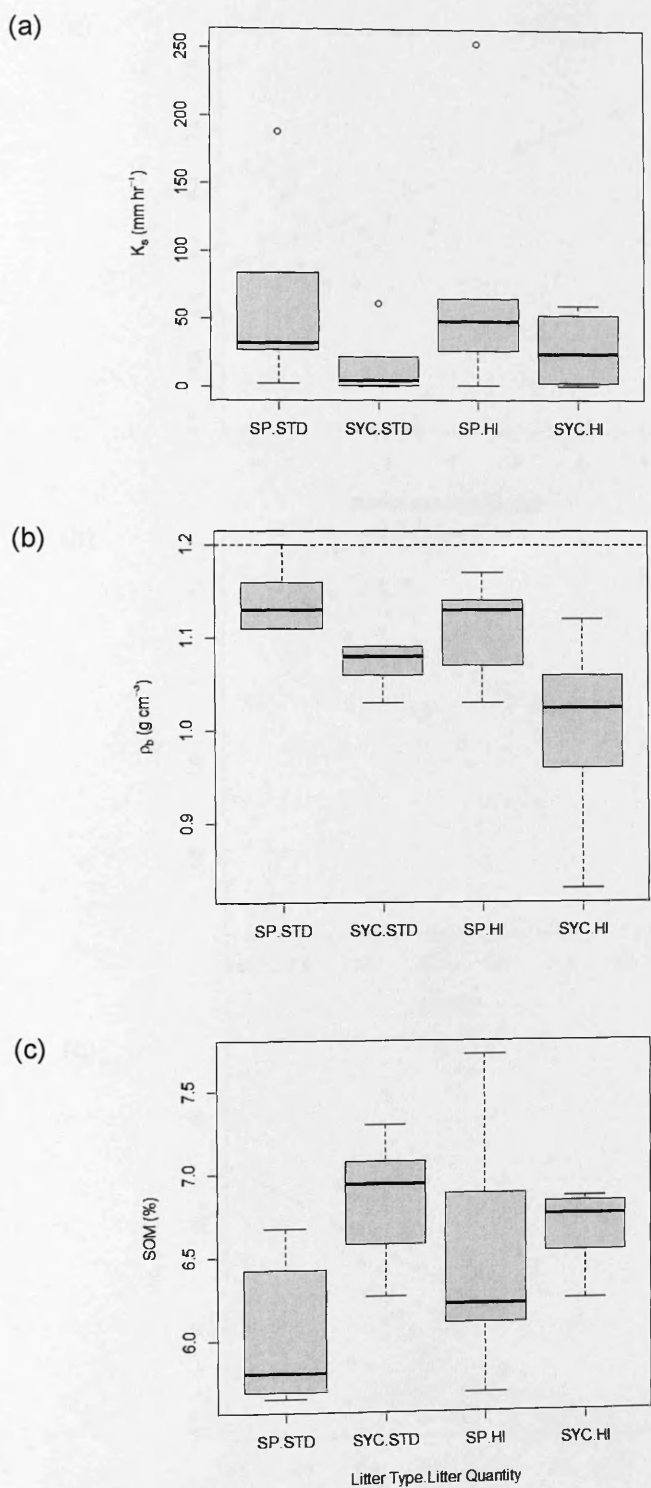 (a)
250
200
150
100
50
0
Ks (mm hr⁻¹)
SP.STD SYC.STD SP.HI SYC.HI
(b)
1.2
1.1
1.0
0.9
ρb (g cm⁻³)
SP.STD SYC.STD SP.HI SYC.HI
(c)
7.5
7.0
6.5
6.0
SOM (%)
SP.STD SYC.STD SP.HI SYC.HI
Litter Type.Litter Quantity